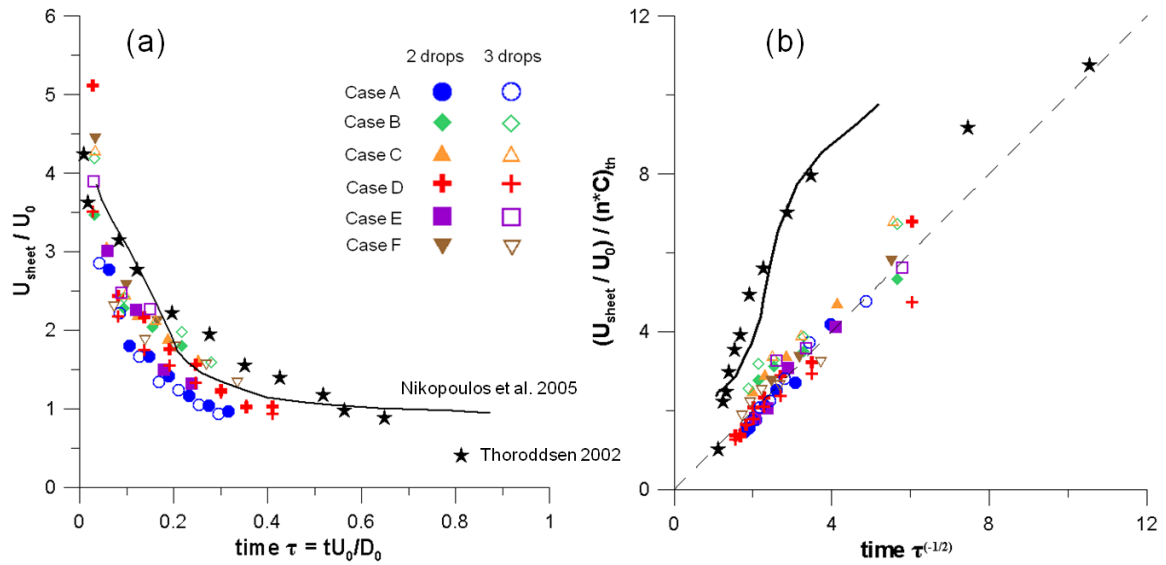 (a)
6
5
4
3
2
1
0
U_sheet / U_0
0 0.2 0.4 0.6 0.8 1
time τ = tU_0/D_0
2 drops 3 drops
Case A
Case B
Case C
Case D
Case E
Case F
Nikopoulos et al. 2005
Thoroddsen 2002
(b)
12
8
4
0
(U_sheet / U_0) / (n*C)_th
0 4 8 12
time τ^(-1/2)